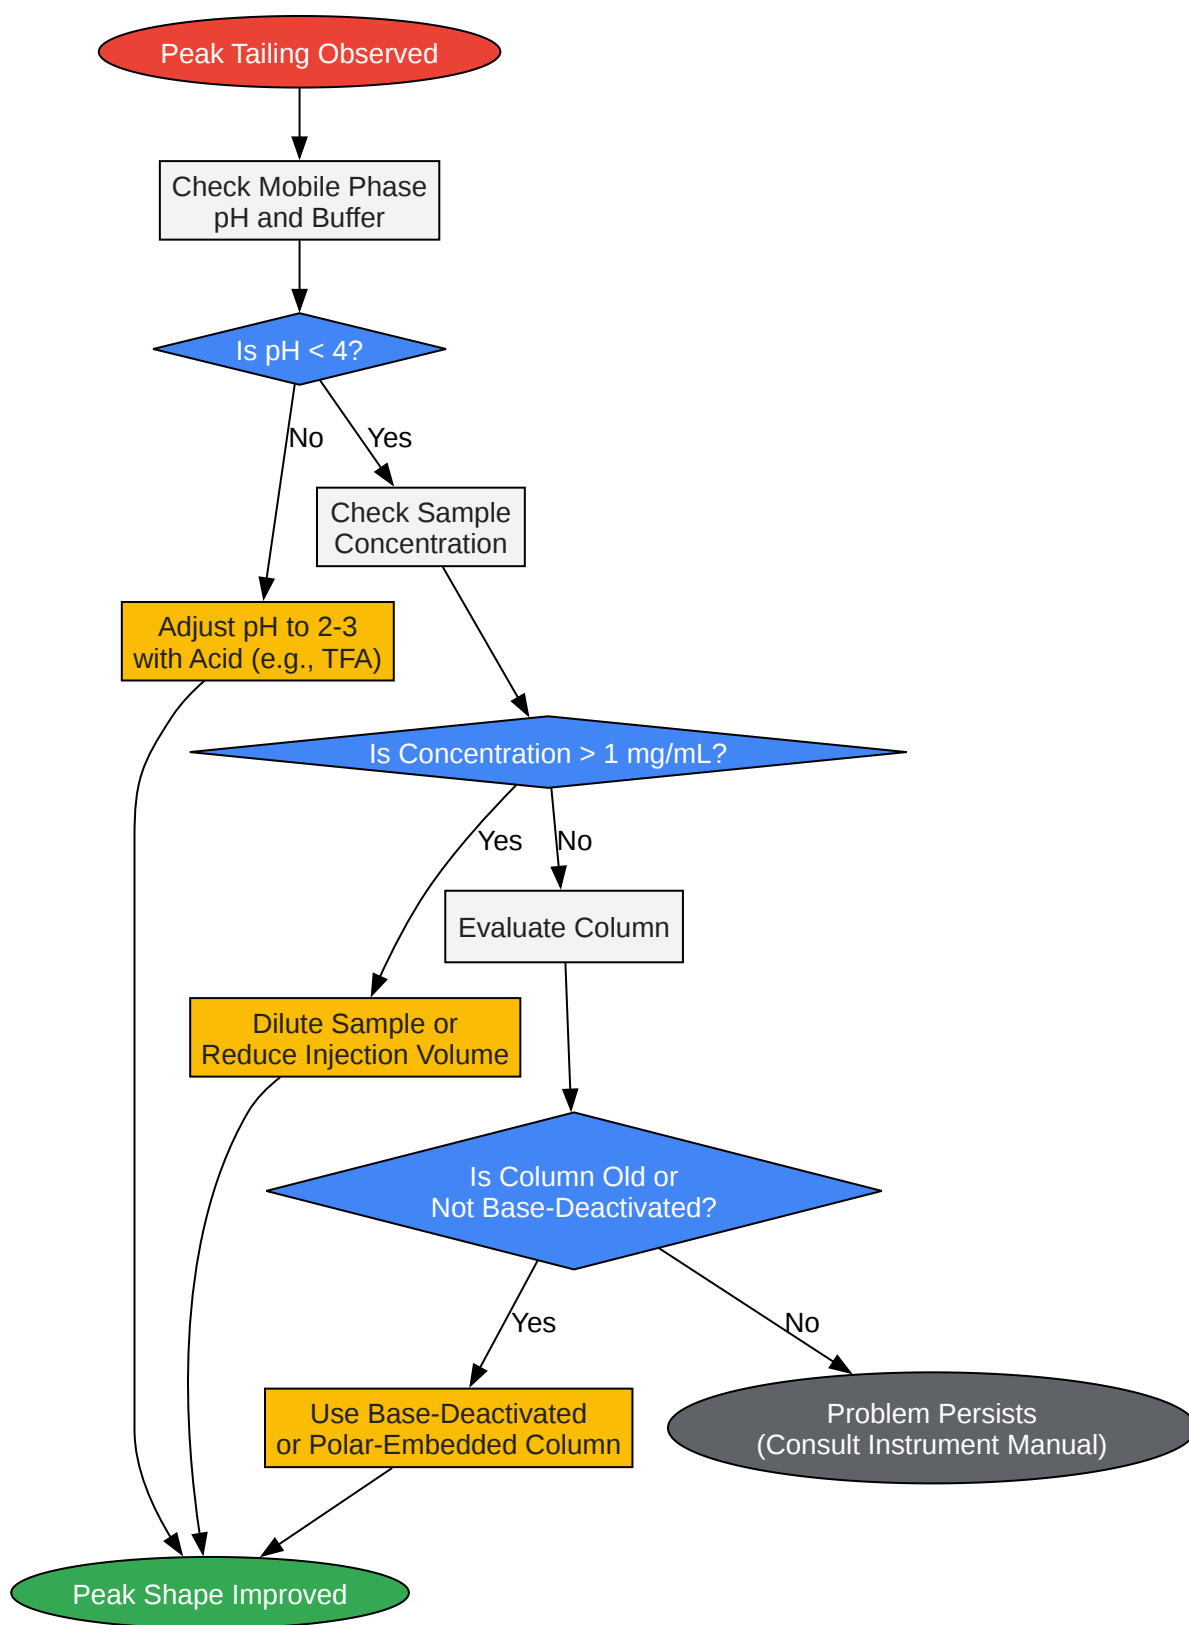 Peak Tailing Observed
Check Mobile Phase
pH and Buffer
Is pH < 4?
No
Yes
Check Sample
Concentration
Adjust pH to 2-3
with Acid (e.g., TFA)
Is Concentration > 1 mg/mL?
Yes
No
Evaluate Column
Dilute Sample or
Reduce Injection Volume
Is Column Old or
Not Base-Deactivated?
Yes
No
Use Base-Deactivated
or Polar-Embedded Column
Problem Persists
(Consult Instrument Manual)
Peak Shape Improved